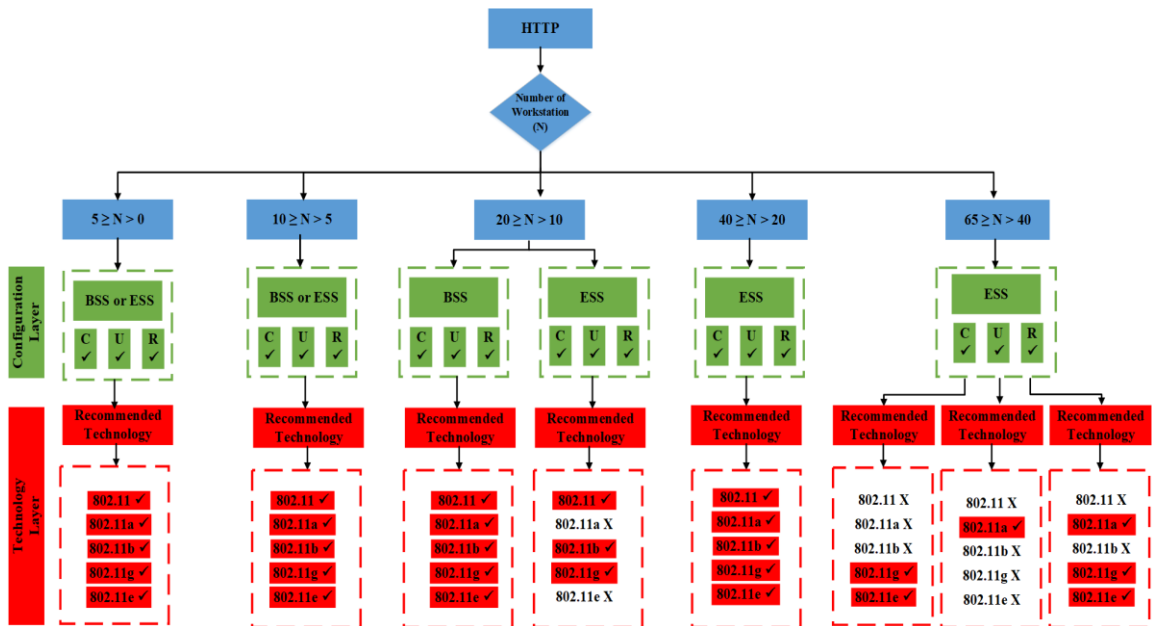 HTTP
Number of
Workstation
(N)
5 ≥ N > 0
10 ≥ N > 5
20 ≥ N > 10
40 ≥ N > 20
65 ≥ N > 40
Configuration
Layer
BSS or ESS
C ✓
U ✓
R ✓
BSS or ESS
C ✓
U ✓
R ✓
BSS
C ✓
U ✓
R ✓
ESS
C ✓
U ✓
R ✓
ESS
C ✓
U ✓
R ✓
ESS
C ✓
U ✓
R ✓
Technology
Layer
Recommended
Technology
802.11 ✓
802.11a ✓
802.11b ✓
802.11g ✓
802.11e ✓
Recommended
Technology
802.11 ✓
802.11a ✓
802.11b ✓
802.11g ✓
802.11e ✓
Recommended
Technology
802.11 ✓
802.11a ✓
802.11b ✓
802.11g ✓
802.11e ✓
Recommended
Technology
802.11 ✓
802.11a X
802.11b ✓
802.11g ✓
802.11e X
Recommended
Technology
802.11 ✓
802.11a ✓
802.11b ✓
802.11g ✓
802.11e ✓
Recommended
Technology
802.11 X
802.11a X
802.11b X
802.11g ✓
802.11e ✓
Recommended
Technology
802.11 X
802.11a ✓
802.11b X
802.11g X
802.11e X
Recommended
Technology
802.11 X
802.11a ✓
802.11b X
802.11g ✓
802.11e ✓